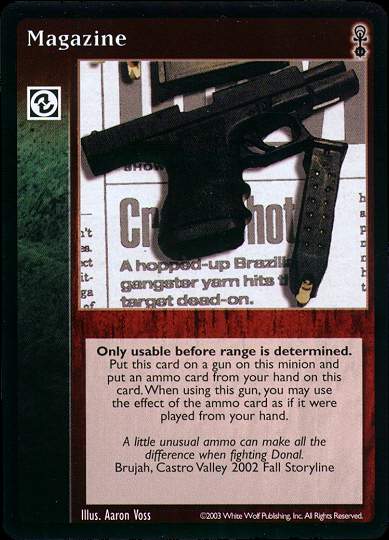 Magazine
SHOW
A hopped-up Brazili
gangster yarn hits t
target dead-on.
Only usable before range is determined.
Put this card on a gun on this minion and
put an ammo card from your hand on this
card. When using this gun, you may use
the effect of the ammo card as if it were
played from your hand.
A little unusual ammo can make all the
difference when fighting Donal.
Brujah, Castro Valley 2002 Fall Storyline
Illus. Aaron Voss
©2003 White Wolf Publishing, Inc. All Rights Reserved.